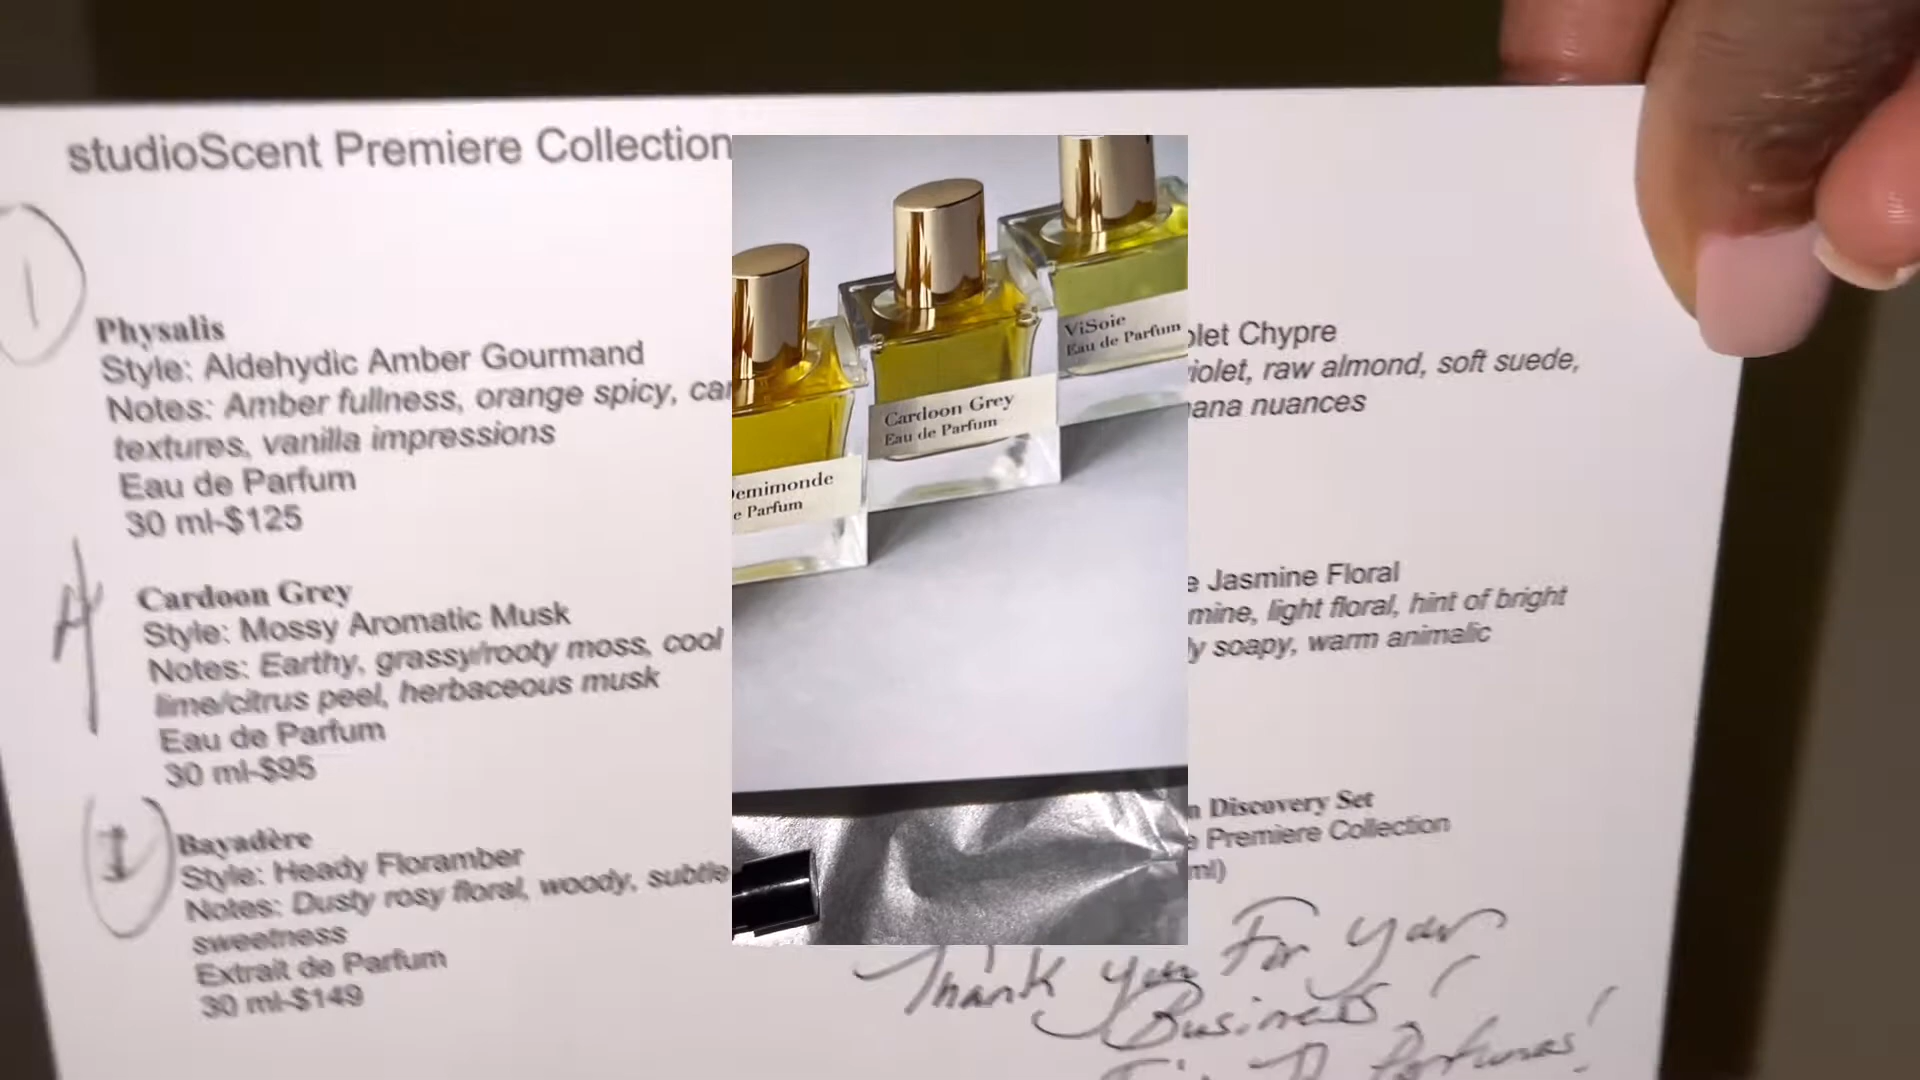 studioScent Premiere Collection
1
Physalis
Style: Aldehydic Amber Gourmand
Notes: Amber fullness, orange spicy,
textures, vanilla impressions
Eau de Parfum
30 ml-$125
Cardoon Grey
Style: Mossy Aromatic Musk
Notes: Earthy, grassy/rooty moss, cool
lime/citrus peel, herbaceous musk
Eau de Parfum
30 ml-$95
Bayadère
Style: Heady Floramber
Notes: Dusty rosy floral, woody, subtle
sweetness
Extrait de Parfum
30 ml-$149
emimonde
e Parfum
Cardoon Grey
Eau de Parfum
ViSoie
Eau de Parfum
olet Chypre
iolet, raw almond, soft suede,
ana nuances
e Jasmine Floral
mine, light floral, hint of bright
y soapy, warm animalic
n Discovery Set
e Premiere Collection
ml)
Thank you For Your
Business!